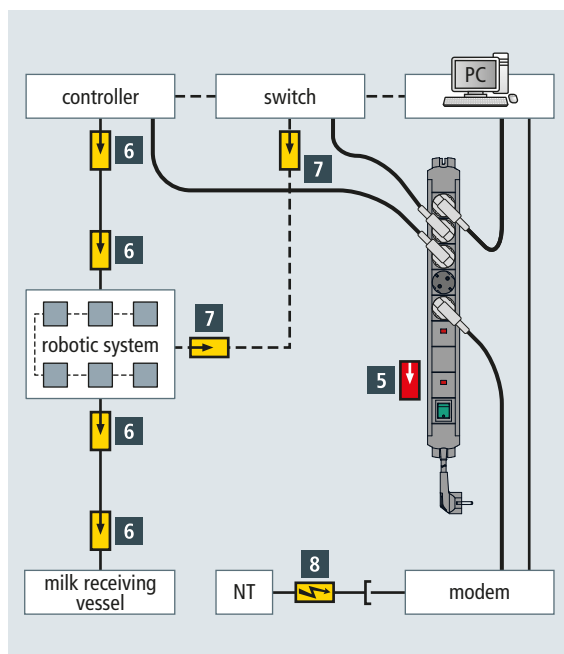 PC
controller
switch
6
7
6
7
robotic system
5
6
6
8
milk receiving
vessel
NT
modem